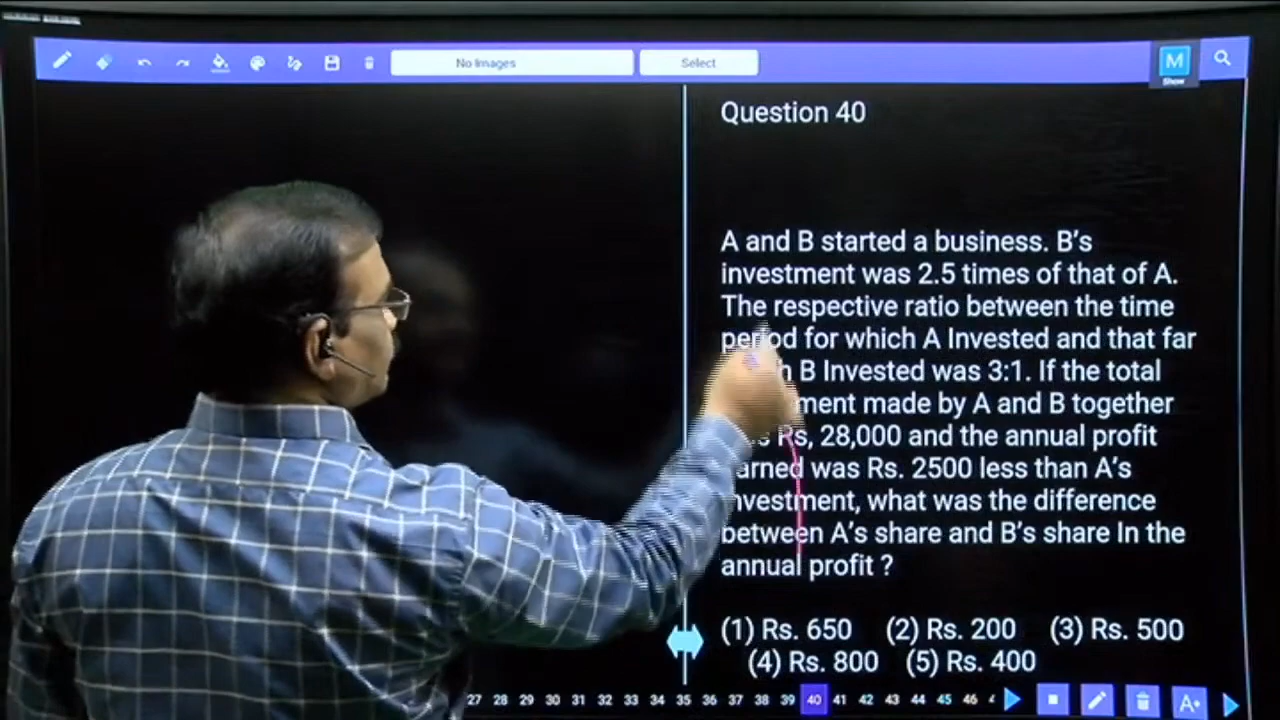 No Images
Select
M
Show
Question 40
A and B started a business. B's
investment was 2.5 times of that of A.
The respective ratio between the time
period for which A Invested and that far
B Invested was 3:1. If the total
made by A and B together
Rs, 28,000 and the annual profit
was Rs. 2500 less than A's
what was the difference
between A's share and B's share In the
annual profit ?
(1) Rs. 650 (2) Rs. 200 (3) Rs. 500
(4) Rs. 800 (5) Rs. 400
27 28 29 30 31 32 33 34 35 36 37 38 39 40 41 42 43 44 45 46
A+